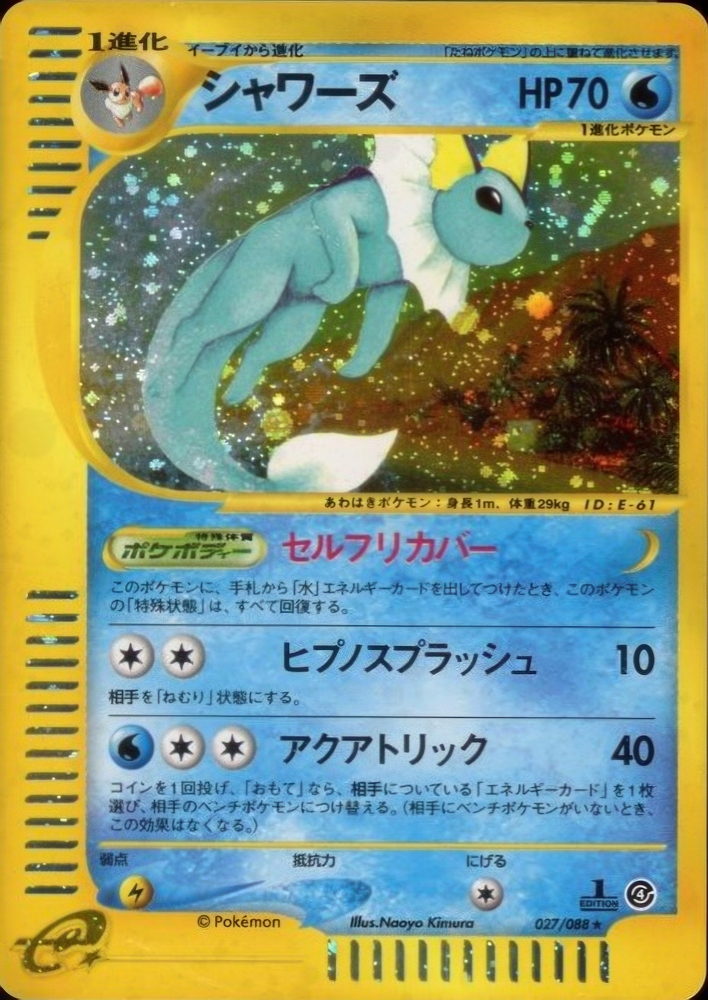 1進化
イーブイから進化
「たねポケモン」の上に重ねて進化させます。
シャワーズ
HP70
1進化ポケモン
あわはきポケモン：身長1m, 体重29kg ID:E-61
特殊体質
ポケボディー
セルフリカバー
このポケモンに、手札から「水」エネルギーカードを出してつけたとき、このポケモン
の「特殊状態」は、すべて回復する。
ヒプノスプラッシュ 10
相手を「ねむり」状態にする。
アクアトリック 40
コインを1回投げ、「おもて」なら、相手についている「エネルギーカード」を1枚
選び、相手のベンチポケモンにつけ替える。（相手にベンチポケモンがいないとき、
この効果はなくなる。）
弱点 抵抗力 にげる
1 EDITION
4
© Pokémon Illus.Naoyo Kimura 027/088★
e